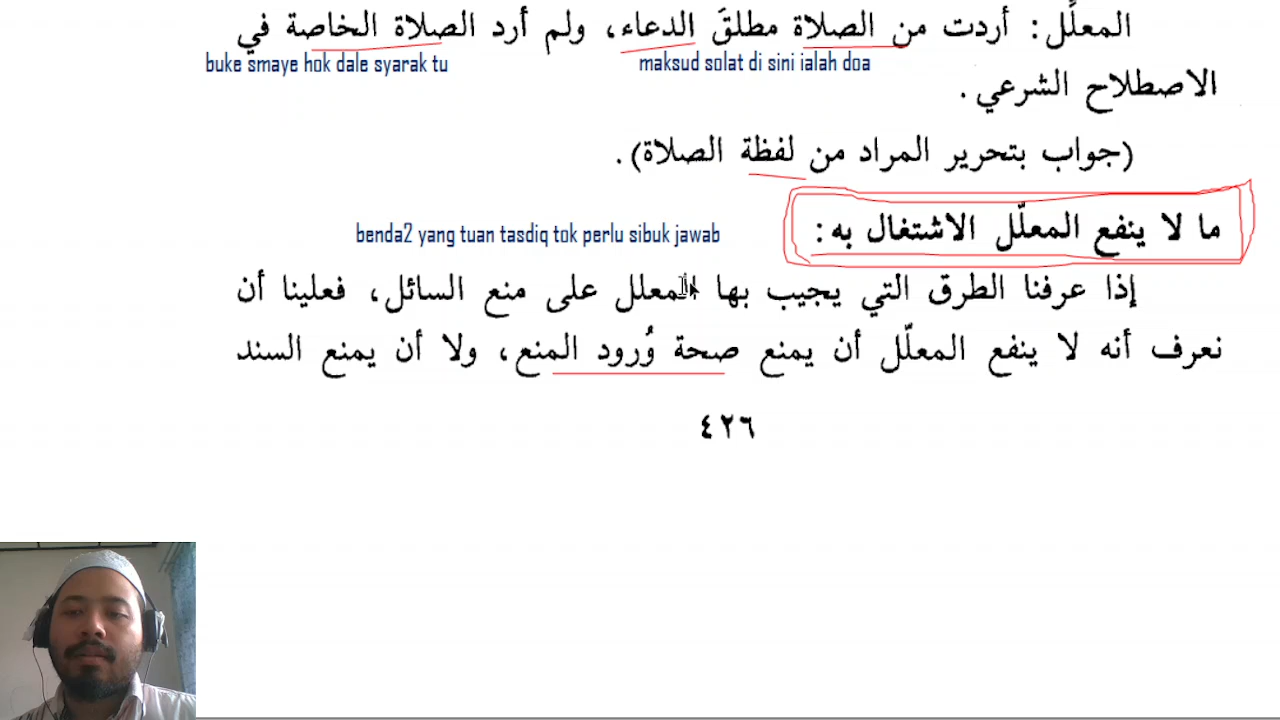 المعلِّل: أردت من الصلاة مطلقَ الدعاء، ولم أرد الصلاة الخاصة في
maksud solat di sini ialah doa
buke smaye hok dale syarak tu
الاصطلاح الشرعي.
(جواب بتحرير المراد من لفظة الصلاة).
ما لا ينفع المعلّل الاشتغال به:
benda2 yang tuan tasdiq tok perlu sibuk jawab
إذا عرفنا الطرق التي يجيب بها المعلل على منع السائل، فعلينا أن
نعرف أنه لا ينفع المعلّل أن يمنع صحة وُرود المنع، ولا أن يمنع السند
٤٢٦